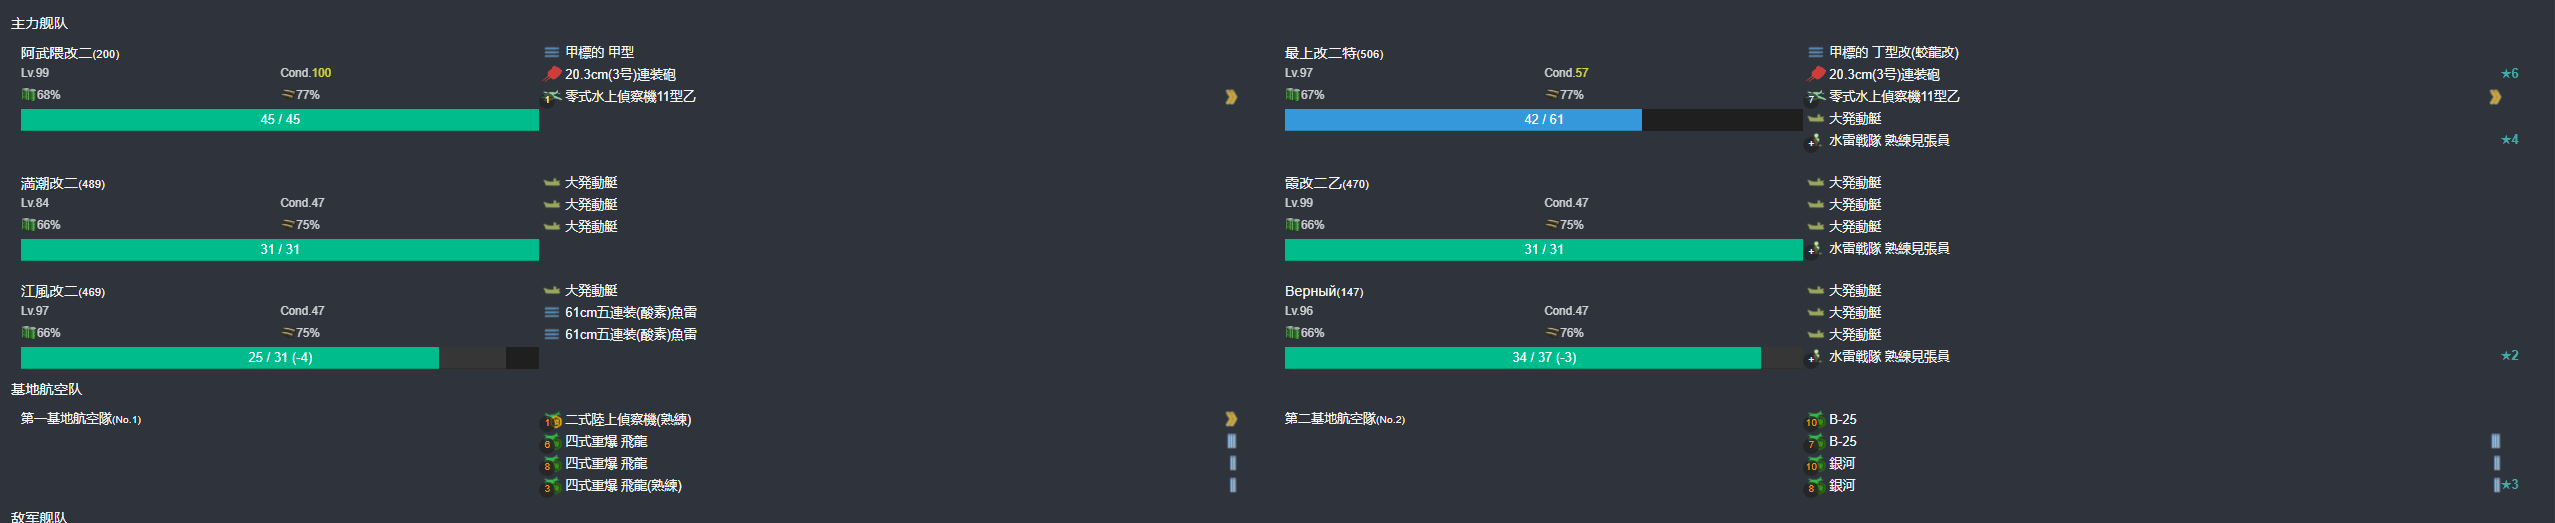 主力舰队
阿武隈改二(200)
Lv.99 Cond.100
68% 77%
45 / 45
甲標的 甲型
20.3cm(3号)連装砲
1 零式水上偵察機11型乙
最上改二特(506)
Lv.97 Cond.57
67% 77%
42 / 61
甲標的 丁型改(蛟龍改)
20.3cm(3号)連装砲 ★6
7 零式水上偵察機11型乙
大発動艇
+ 水雷戦隊 熟練見張員 ★4
満潮改二(489)
Lv.84 Cond.47
66% 75%
31 / 31
大発動艇
大発動艇
大発動艇
霞改二乙(470)
Lv.99 Cond.47
66% 75%
31 / 31
大発動艇
大発動艇
大発動艇
+ 水雷戦隊 熟練見張員
江風改二(469)
Lv.97 Cond.47
66% 75%
25 / 31 (-4)
大発動艇
61cm五連装(酸素)魚雷
61cm五連装(酸素)魚雷
Верный(147)
Lv.96 Cond.47
66% 76%
34 / 37 (-3)
大発動艇
大発動艇
大発動艇
+ 水雷戦隊 熟練見張員 ★2
基地航空队
第一基地航空隊(No.1)
1 二式陸上偵察機(熟練)
6 四式重爆 飛龍
8 四式重爆 飛龍
3 四式重爆 飛龍(熟練)
第二基地航空隊(No.2)
10 B-25
7 B-25
10 銀河
8 銀河 ★3
敌军舰队